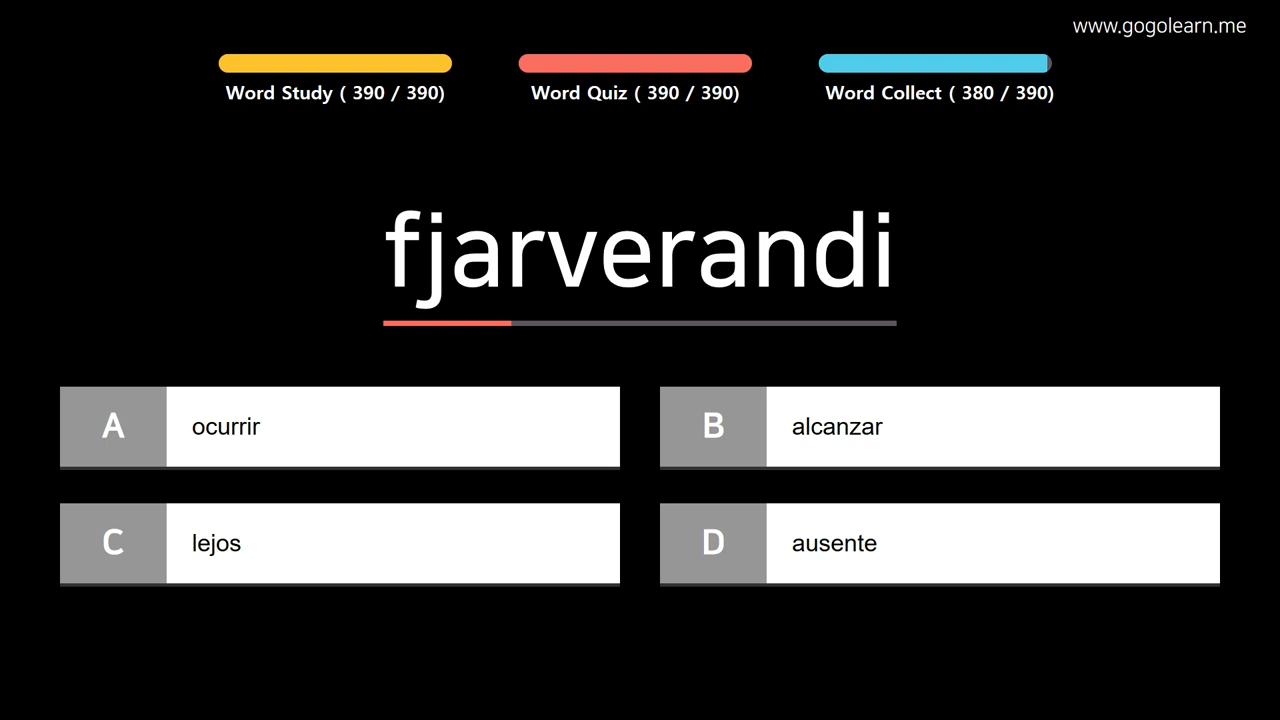 www.gogolearn.me
Word Study ( 390 / 390)
Word Quiz ( 390 / 390)
Word Collect ( 380 / 390)
fjarverandi
A ocurrir
B alcanzar
C lejos
D ausente